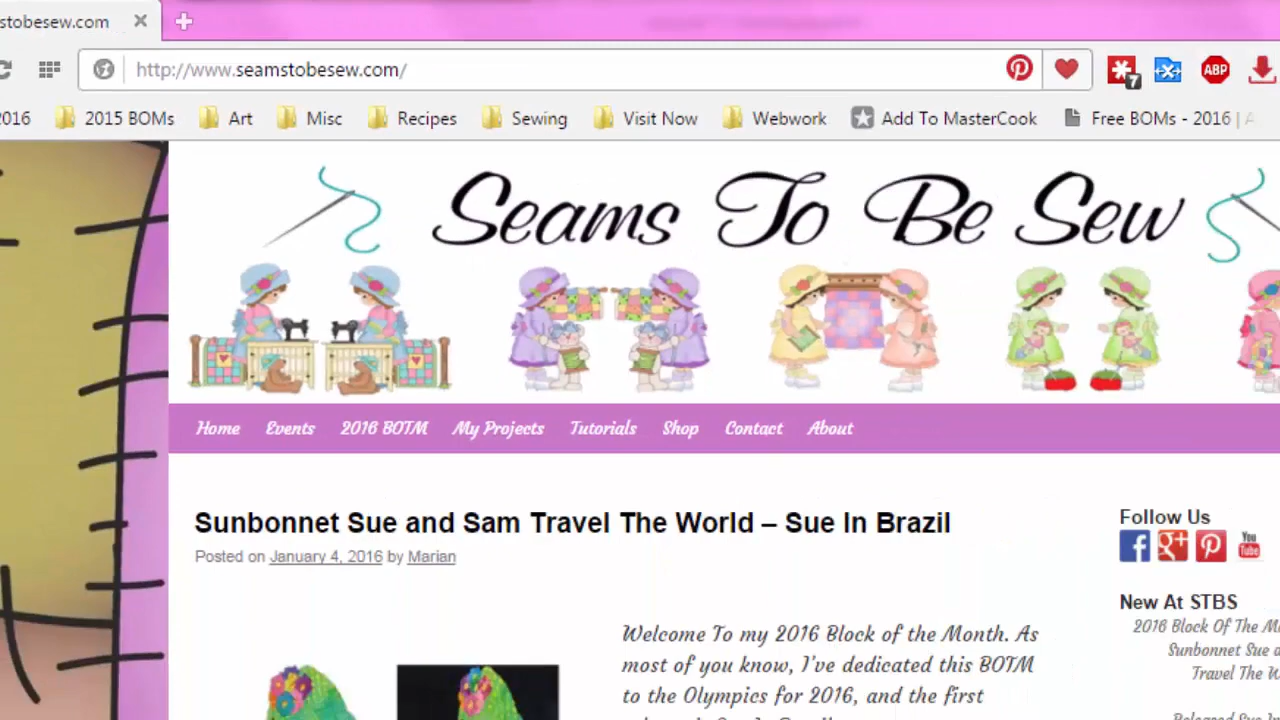 stobesew.com
http://www.seamstobesew.com/
7
ABP
2016
2015 BOMs
Art
Misc
Recipes
Sewing
Visit Now
Webwork
Add To MasterCook
Free BOMs - 2016 | A
Seams To Be Sew
Home Events 2016 BOTM My Projects Tutorials Shop Contact About
Sunbonnet Sue and Sam Travel The World – Sue In Brazil
Posted on January 4, 2016 by Marian
Welcome To my 2016 Block of the Month. As
most of you know, I've dedicated this BOTM
to the Olympics for 2016, and the first
Follow Us
You Tube
New At STBS
2016 Block Of The M
Sunbonnet Sue a
Travel The W